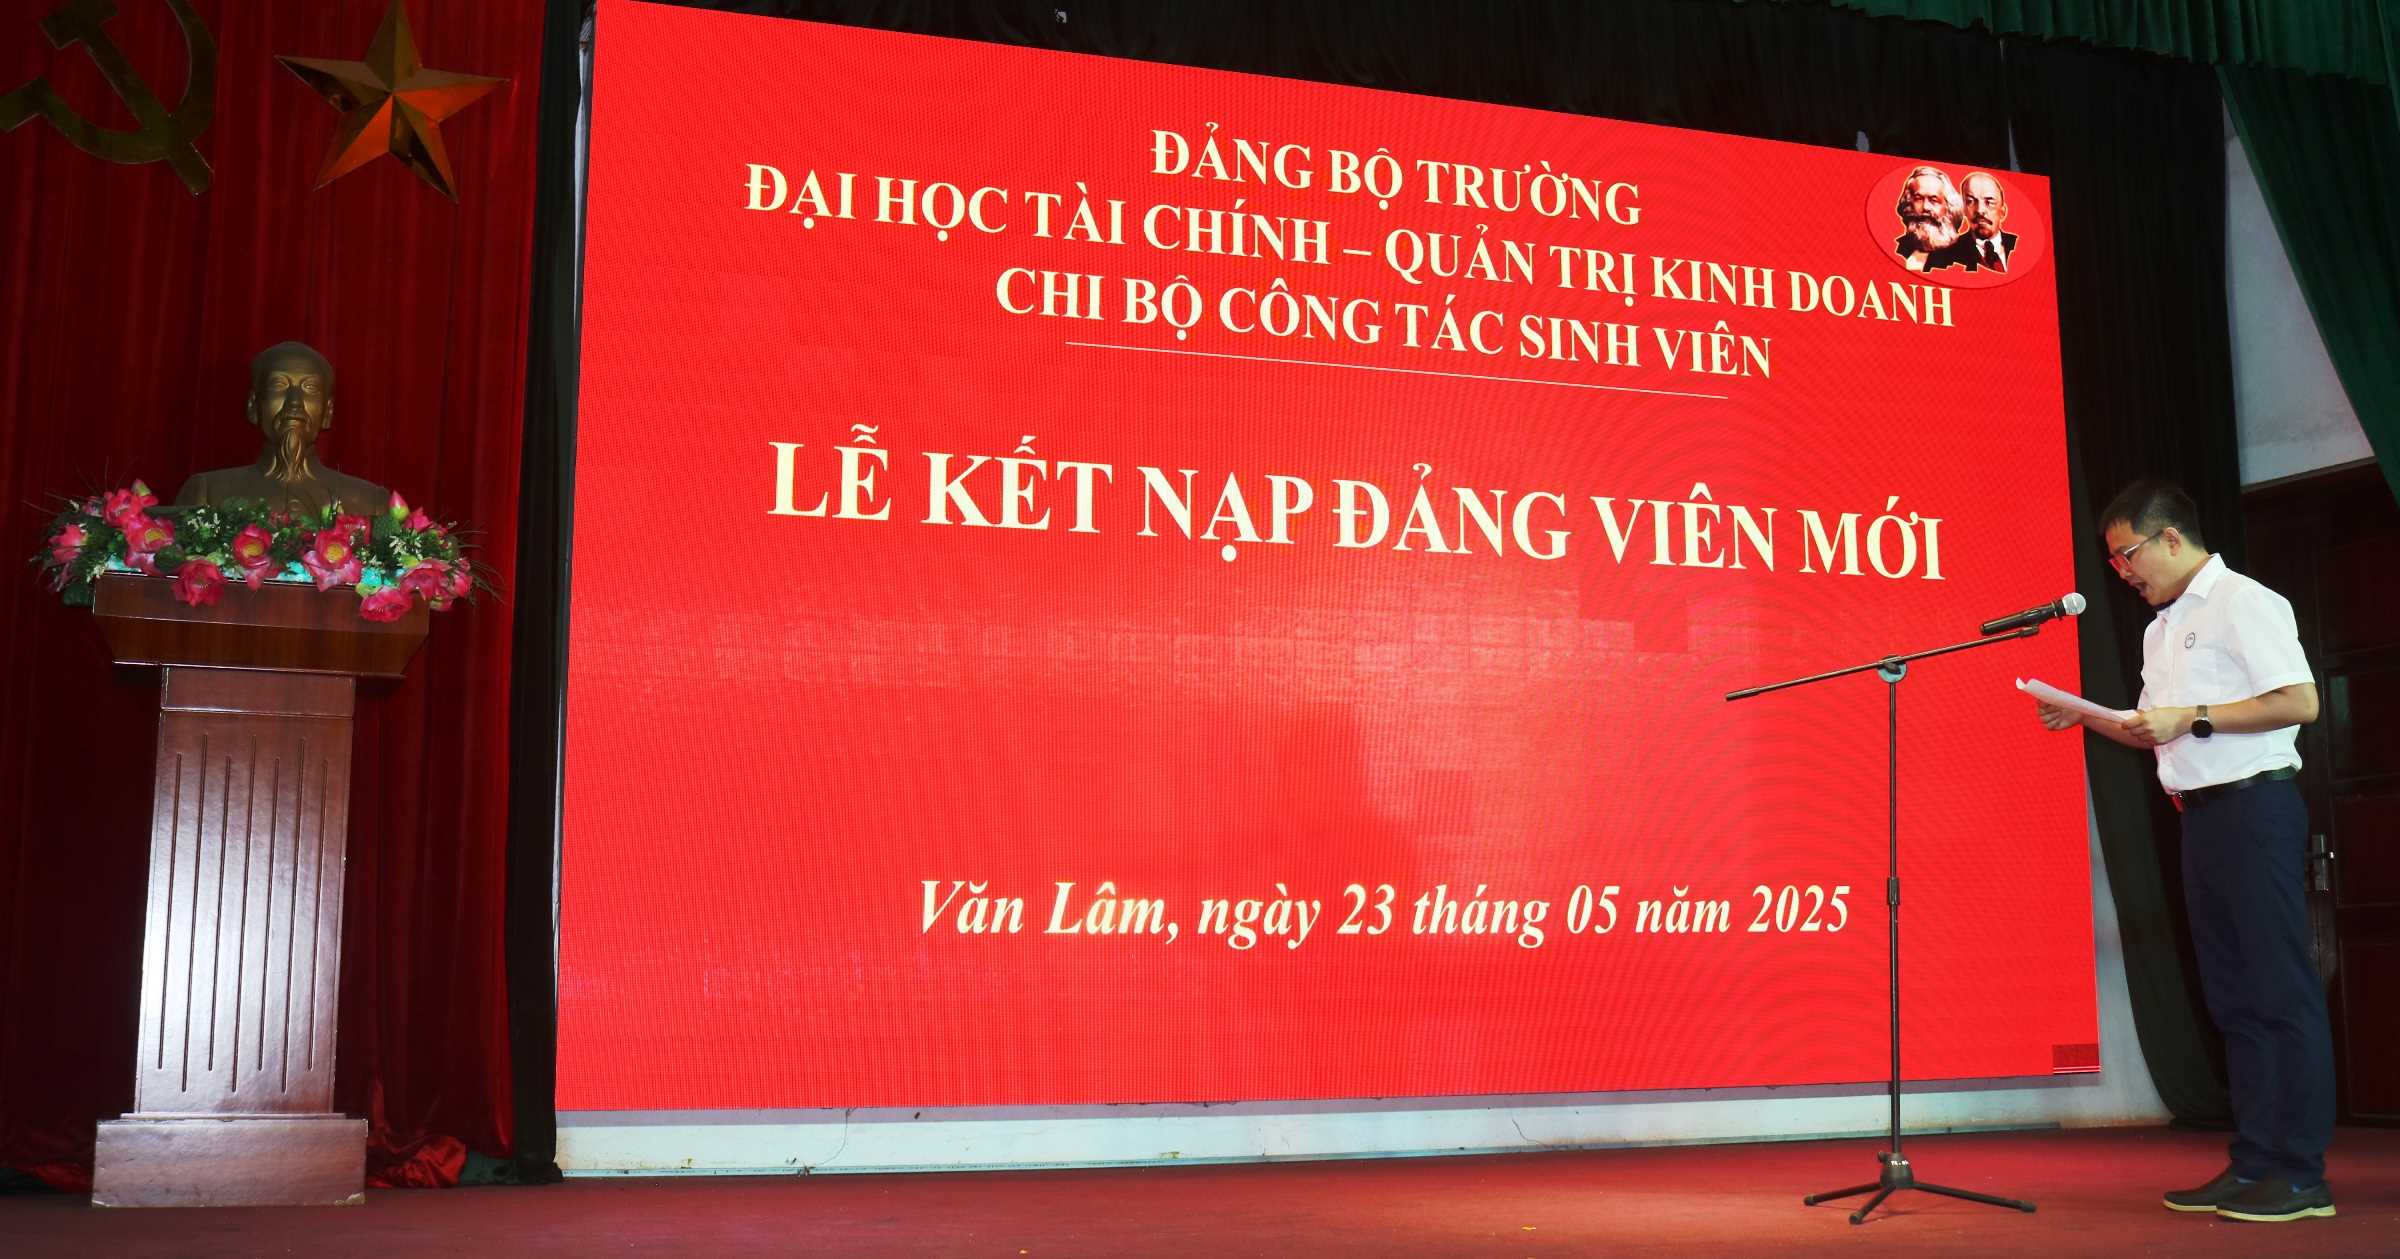 ĐẢNG BỘ TRƯỜNG
ĐẠI HỌC TÀI CHÍNH – QUẢN TRỊ KINH DOANH
CHI BỘ CÔNG TÁC SINH VIÊN
LỄ KẾT NẠP ĐẢNG VIÊN MỚI
Văn Lâm, ngày 23 tháng 05 năm 2025